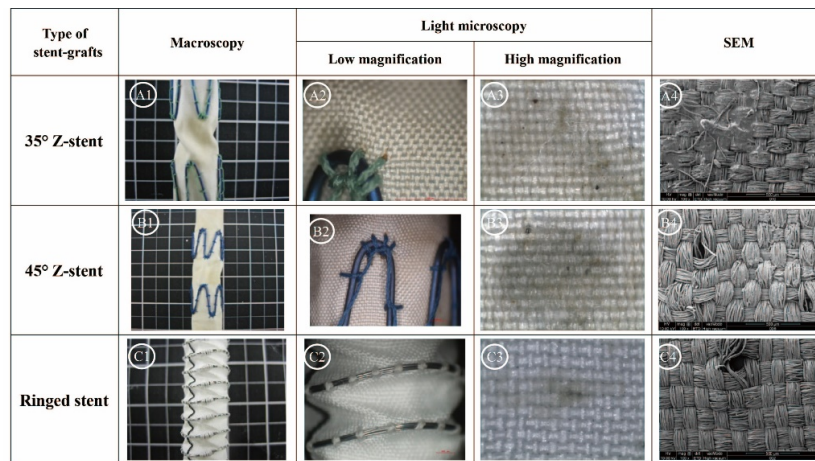 Type of
stent-grafts
Macroscopy
Light microscopy
Low magnification
High magnification
SEM
35° Z-stent
A1
A2
A3
A4
45° Z-stent
B1
B2
B3
B4
Ringed stent
C1
C2
C3
C4